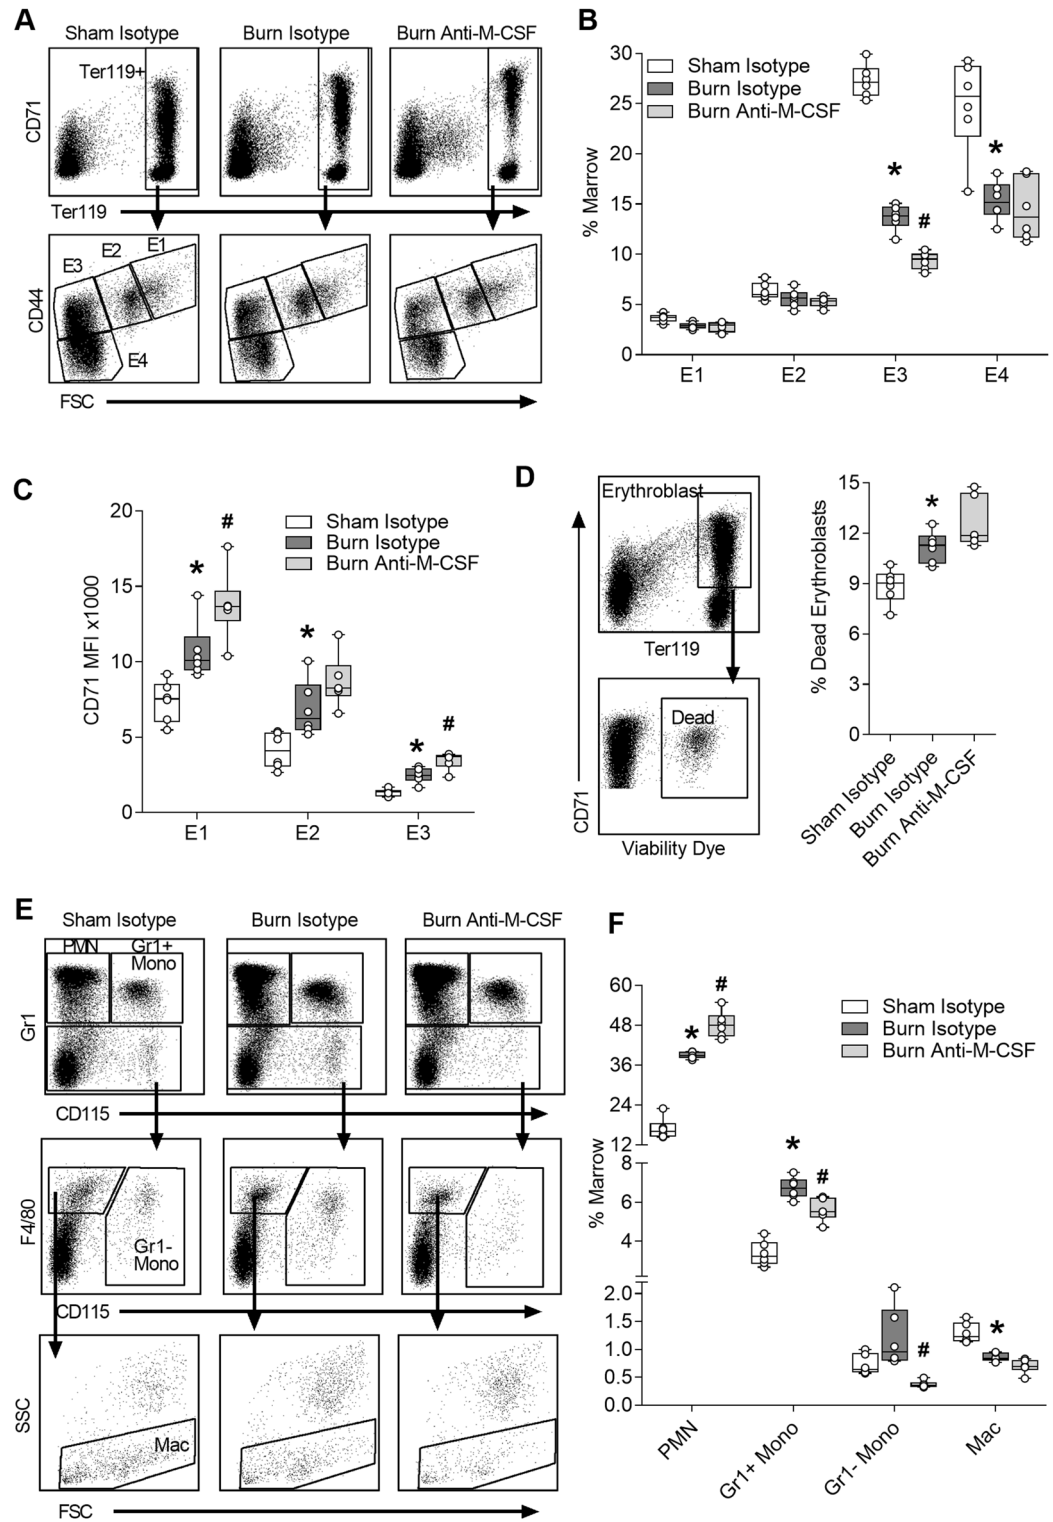 A
Sham Isotype
Burn Isotype
Burn Anti-M-CSF
Ter119+
CD71
Ter119
E1
E2
E3
E4
CD44
FSC
B
Sham Isotype
Burn Isotype
Burn Anti-M-CSF
30
25
20
15
10
5
0
% Marrow
*
#
*
E1
E2
E3
E4
C
20
15
10
5
0
CD71 MFI x1000
Sham Isotype
Burn Isotype
Burn Anti-M-CSF
*
#
*
*
#
E1
E2
E3
D
Erythroblast
Ter119
Dead
CD71
Viability Dye
15
12
9
6
3
0
% Dead Erythroblasts
*
Sham Isotype
Burn Isotype
Burn Anti-M-CSF
E
Sham Isotype
Burn Isotype
Burn Anti-M-CSF
PMN
Gr1+
Mono
Gr1
CD115
F4/80
Gr1-
Mono
CD115
SSC
Mac
FSC
F
60
48
36
24
12
8
6
4
2.0
1.5
1.0
0.5
0.0
% Marrow
Sham Isotype
Burn Isotype
Burn Anti-M-CSF
*
#
*
#
#
*
PMN
Gr1+ Mono
Gr1- Mono
Mac